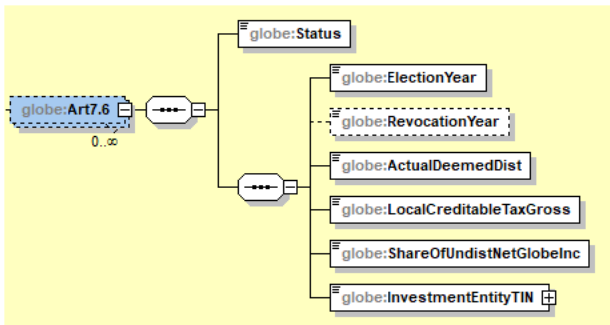 globe:Status
globe:ElectionYear
globe:Art7.6
globe:RevocationYear
0..∞
globe:ActualDeemedDist
globe:LocalCreditableTaxGross
globe:ShareOfUndistNetGlobeInc
globe:InvestmentEntityTIN